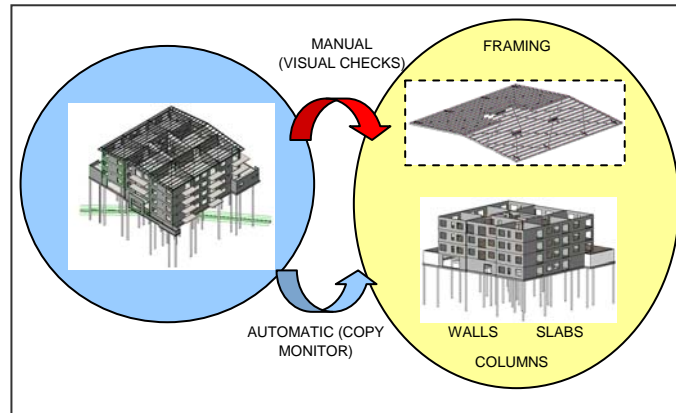 MANUAL
(VISUAL CHECKS)
FRAMING
AUTOMATIC (COPY
MONITOR)
WALLS SLABS
COLUMNS